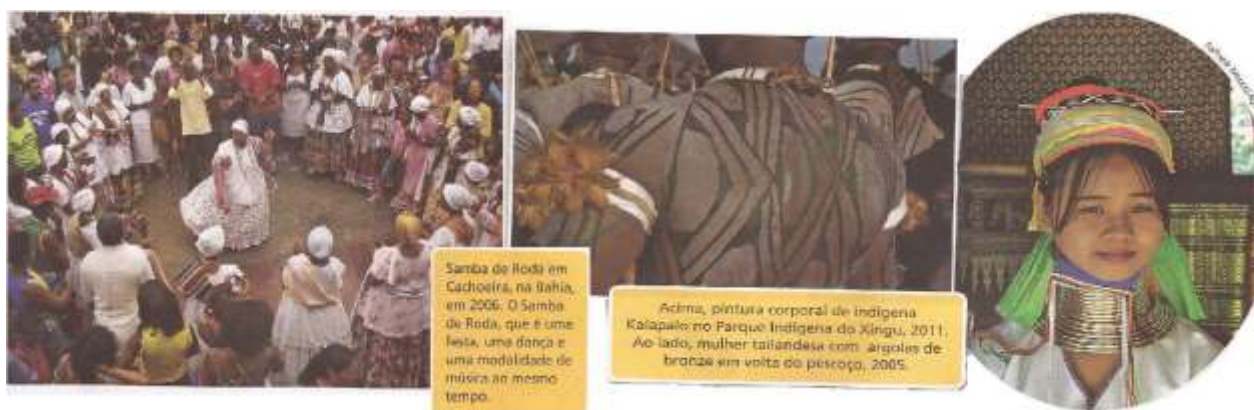 Samba de Roda em
Cachoeira, na Bahia,
em 2006. O Samba
de Roda, que é uma
festa, uma dança e
uma modalidade de
música ao mesmo
tempo.
Acima, pintura corporal de indígena
Kalapalo no Parque Indígena do Xingu, 2011.
Ao lado, mulher tailandesa com argolas de
bronze em volta do pescoço, 2005.